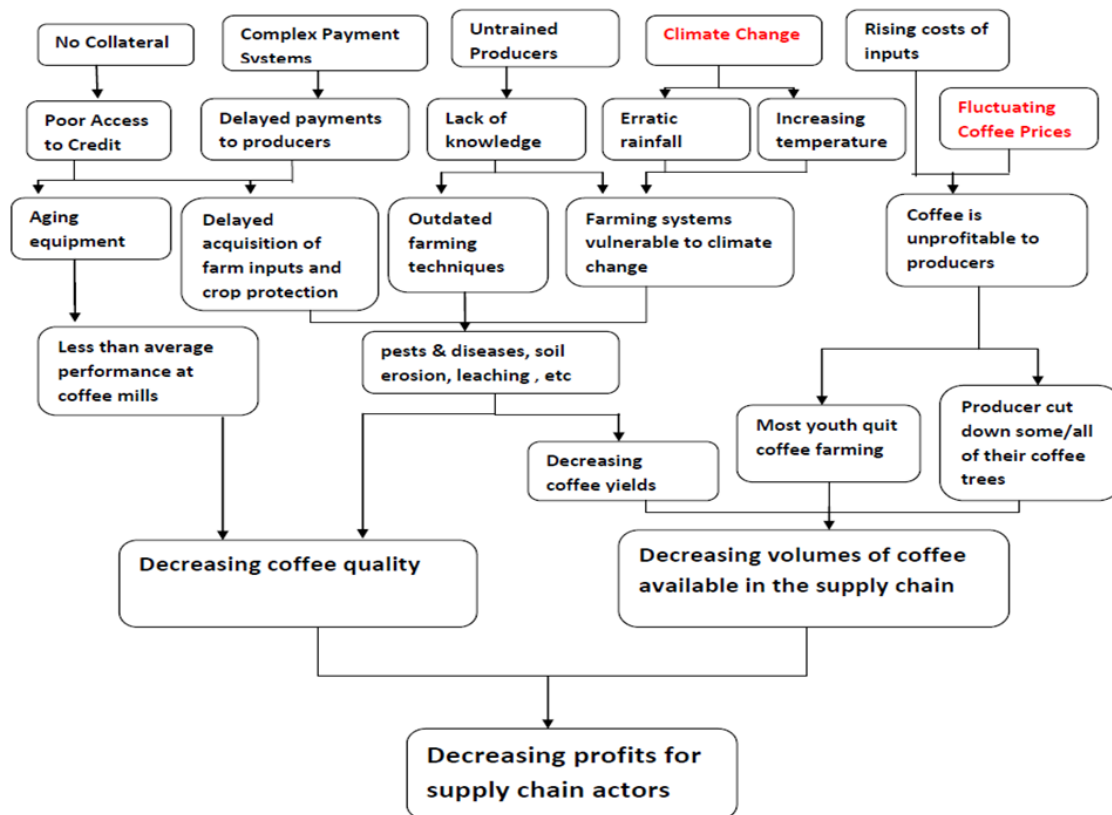 No Collateral
Complex Payment
Systems
Untrained
Producers
Climate Change
Rising costs of
inputs
Poor Access
to Credit
Delayed payments
to producers
Lack of
knowledge
Erratic
rainfall
Increasing
temperature
Fluctuating
Coffee Prices
Aging
equipment
Delayed
acquisition of
farm inputs and
crop protection
Outdated
farming
techniques
Farming systems
vulnerable to climate
change
Coffee is
unprofitable to
producers
Less than average
performance at
coffee mills
pests & diseases, soil
erosion, leaching , etc
Decreasing
coffee yields
Most youth quit
coffee farming
Producer cut
down some/all
of their coffee
trees
Decreasing coffee quality
Decreasing volumes of coffee
available in the supply chain
Decreasing profits for
supply chain actors